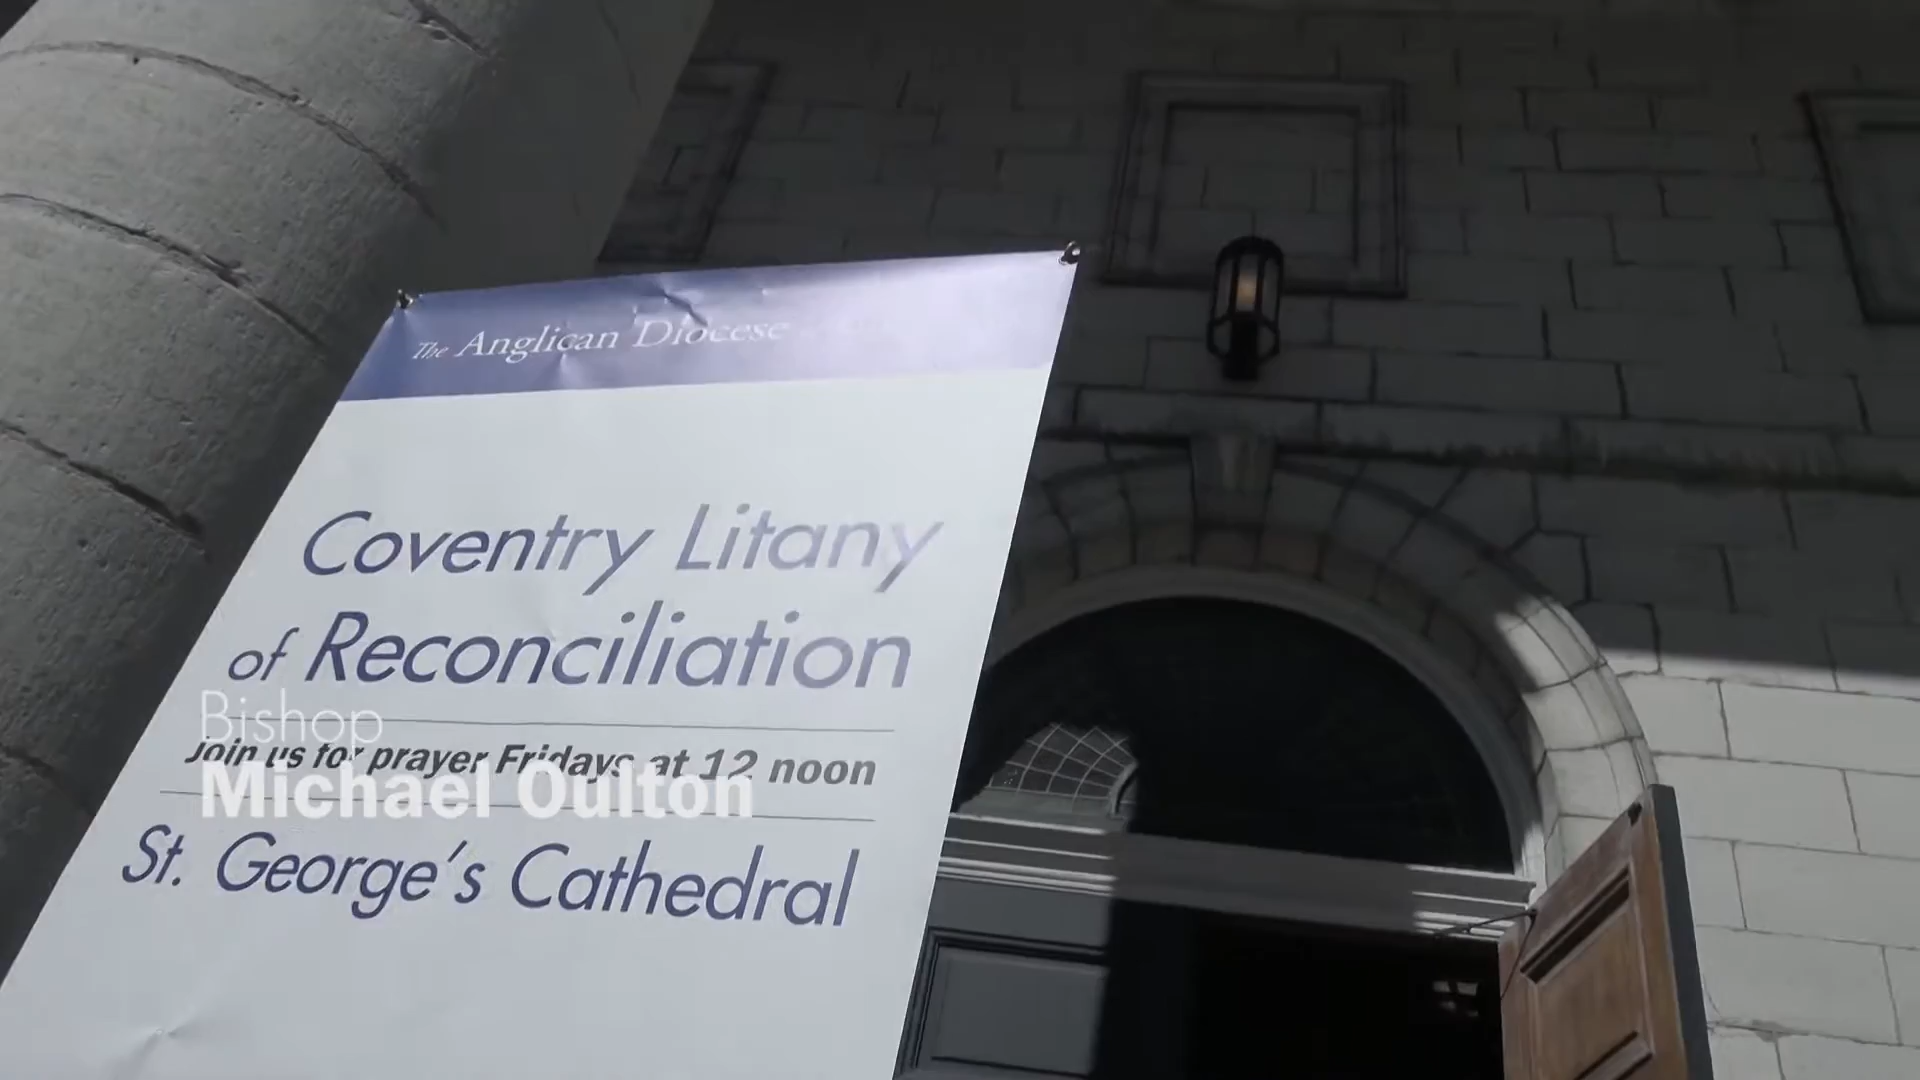 The Anglican Diocese
Coventry Litany
of Reconciliation
Bishop
Join us for prayer Fridays at 12 noon
Michael Oulton
St. George's Cathedral